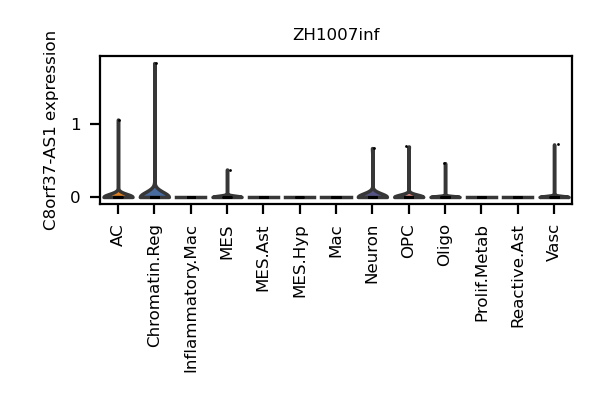 ZH1007inf
C8orf37-AS1 expression
1
0
AC
Chromatin.Reg
Inflammatory.Mac
MES
MES.Ast
MES.Hyp
Mac
Neuron
OPC
Oligo
Prolif.Metab
Reactive.Ast
Vasc